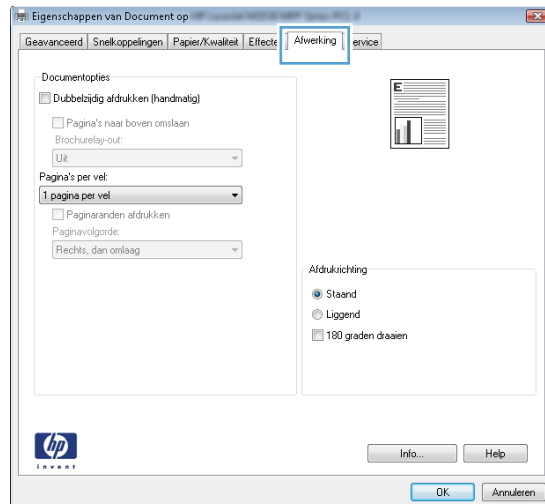 Eigenschappen van Document op
Geavanceerd Snelkoppelingen Papier/Kwaliteit Effecte Afwerking ervice
Documentopties
Dubbelzijdig afdrukken (handmatig)
Pagina's naar boven omslaan
Brochurelay-out:
Uit
Pagina's per vel:
1 pagina per vel
Paginaranden afdrukken
Paginavolgorde:
Rechts, dan omlaag
E
Afdrukrichting
Staand
Liggend
180 graden draaien
hp
invent
Info... Help
OK Annuleren